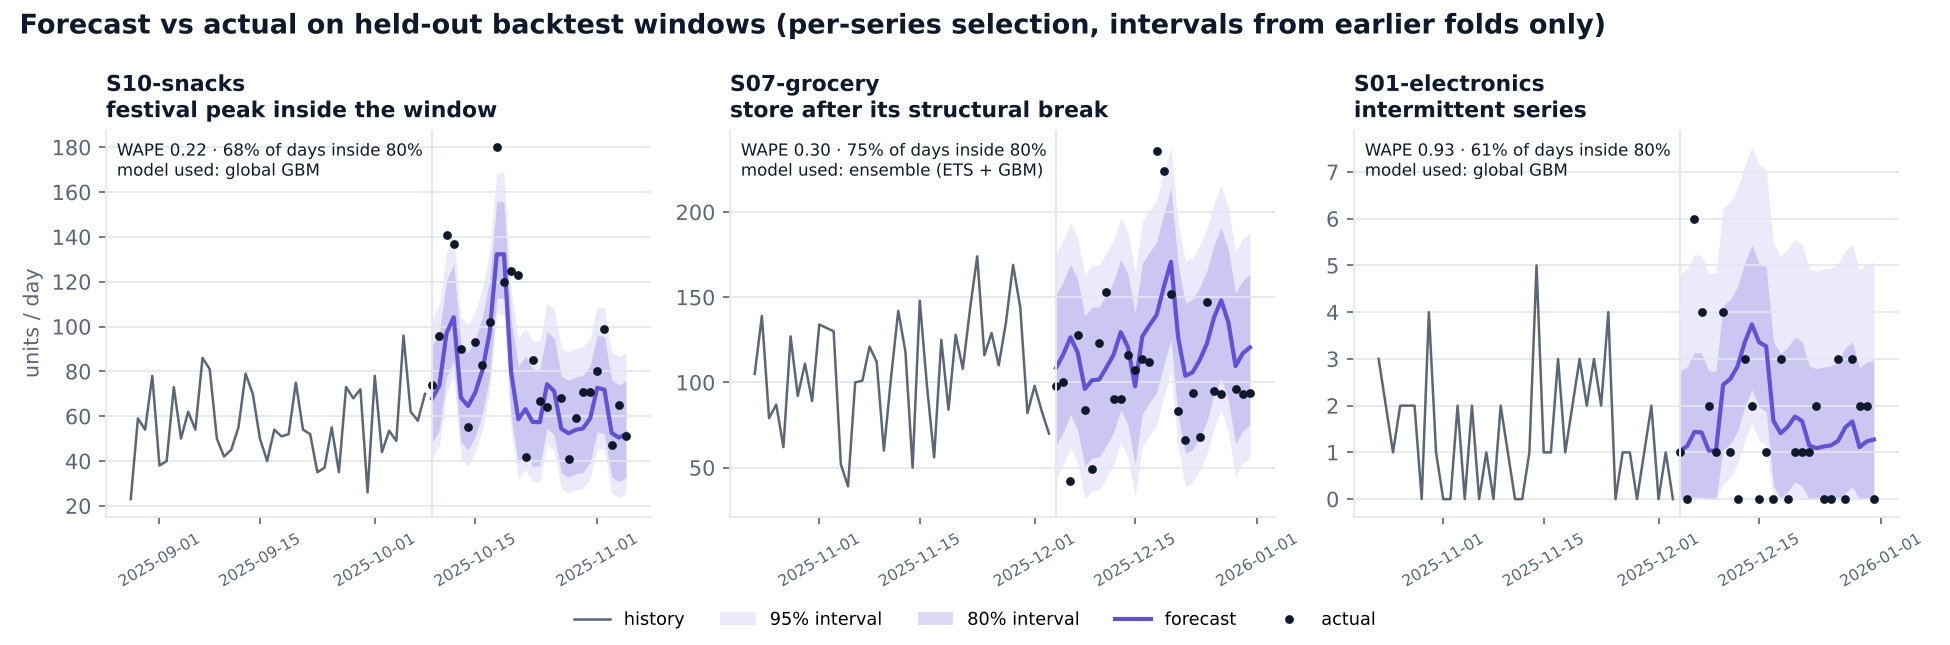 Forecast vs actual on held-out backtest windows (per-series selection, intervals from earlier folds only)
S10-snacks
festival peak inside the window
WAPE 0.22 · 68% of days inside 80%
model used: global GBM
units / day
180
160
140
120
100
80
60
40
20
2025-09-01
2025-09-15
2025-10-01
2025-10-15
2025-11-01
S07-grocery
store after its structural break
WAPE 0.30 · 75% of days inside 80%
model used: ensemble (ETS + GBM)
200
150
100
50
2025-11-01
2025-11-15
2025-12-01
2025-12-15
2026-01-01
S01-electronics
intermittent series
WAPE 0.93 · 61% of days inside 80%
model used: global GBM
7
6
5
4
3
2
1
0
2025-11-01
2025-11-15
2025-12-01
2025-12-15
2026-01-01
history
95% interval
80% interval
forecast
actual